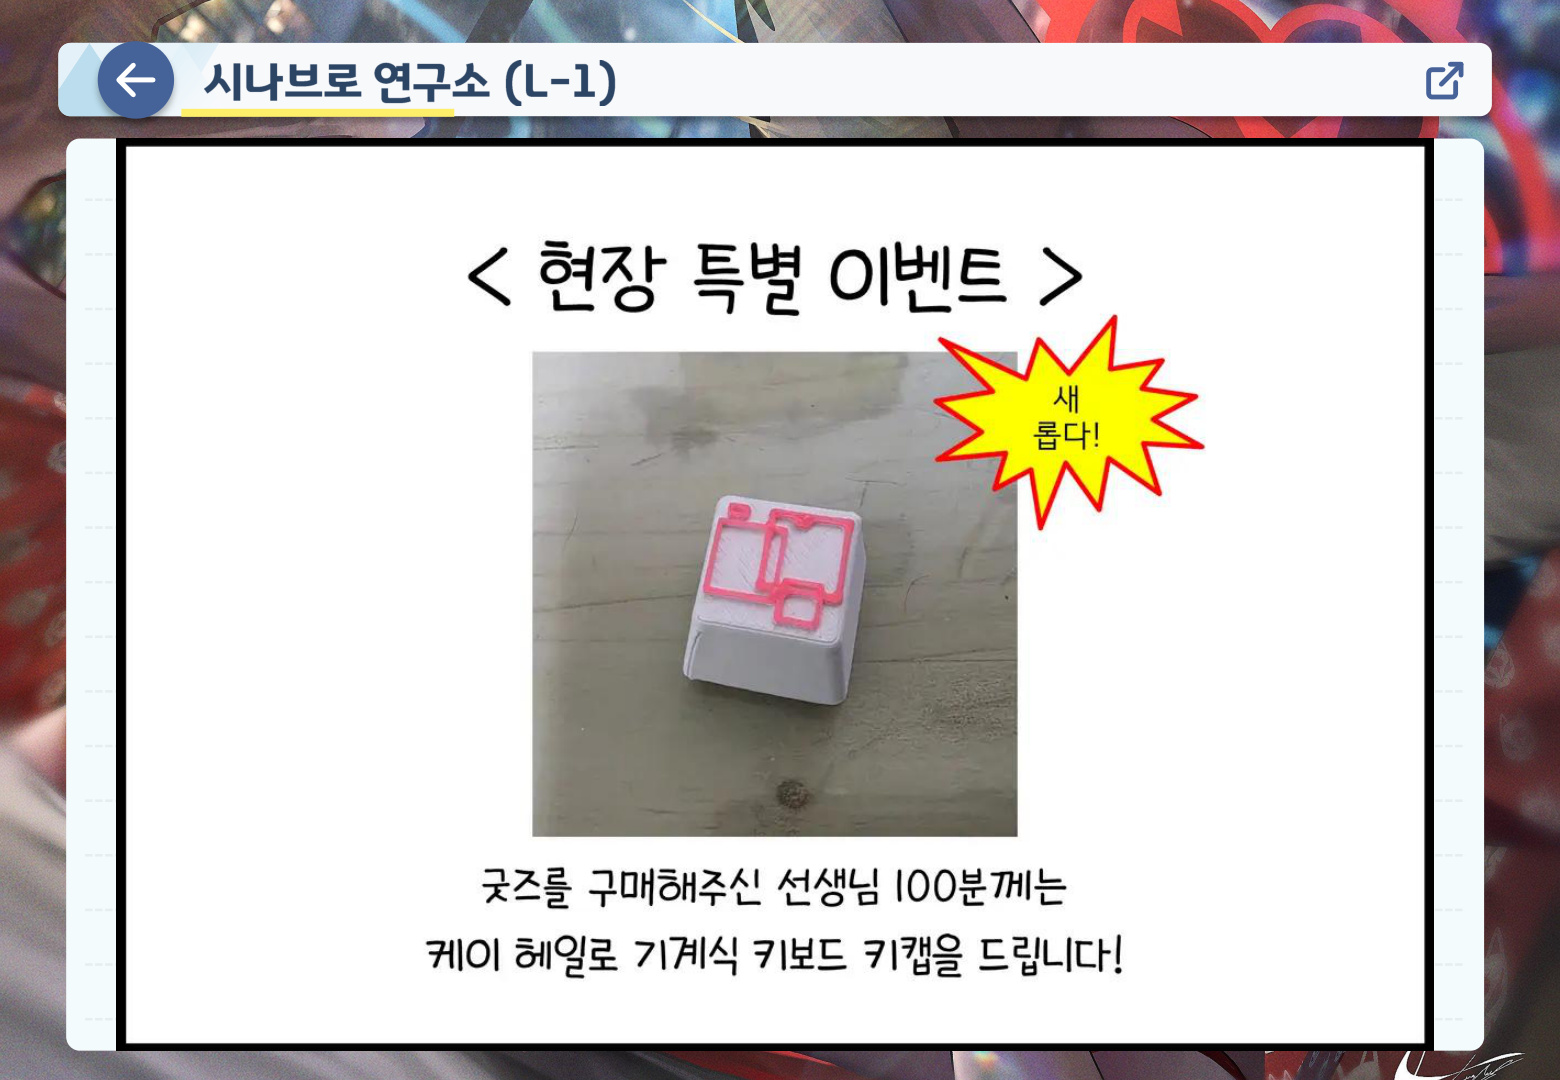 시나브로 연구소 (L-1)
< 현장 특별 이벤트 >
새
롭다!
굿즈를 구매해주신 선생님 100분께는
케이 헤일로 기계식 키보드 키캡을 드립니다!